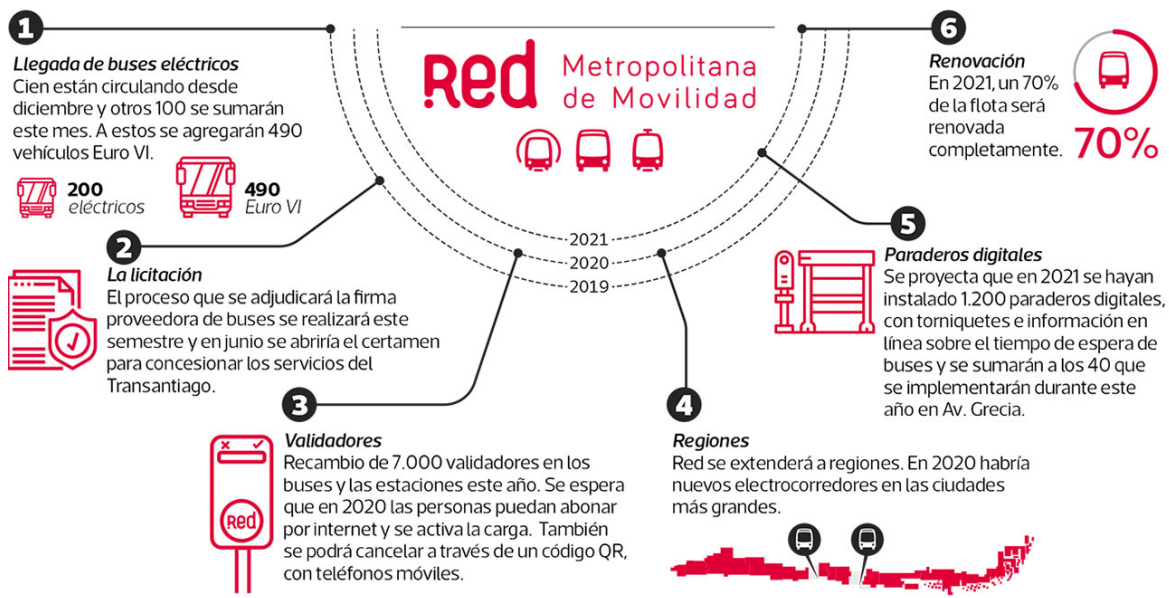 Red Metropolitana
de Movilidad
2021
2020
2019
1
Llegada de buses eléctricos
Cien están circulando desde
diciembre y otros 100 se sumarán
este mes. A estos se agregarán 490
vehículos Euro VI.
200
eléctricos
490
Euro VI
2
La licitación
El proceso que se adjudicará la firma
proveedora de buses se realizará este
semestre y en junio se abriría el certamen
para concesionar los servicios del
Transantiago.
3
Validadores
Recambio de 7.000 validadores en los
buses y las estaciones este año. Se espera
que en 2020 las personas puedan abonar
por internet y se activa la carga. También
se podrá cancelar a través de un código QR,
con teléfonos móviles.
Red
4
Regiones
Red se extenderá a regiones. En 2020 habría
nuevos electrocorredores en las ciudades
más grandes.
5
Paraderos digitales
Se proyecta que en 2021 se hayan
instalado 1.200 paraderos digitales,
con torniquetes e información en
línea sobre el tiempo de espera de
buses y se sumarán a los 40 que
se implementarán durante este
año en Av. Grecia.
6
Renovación
En 2021, un 70%
de la flota será
renovada
completamente.
70%